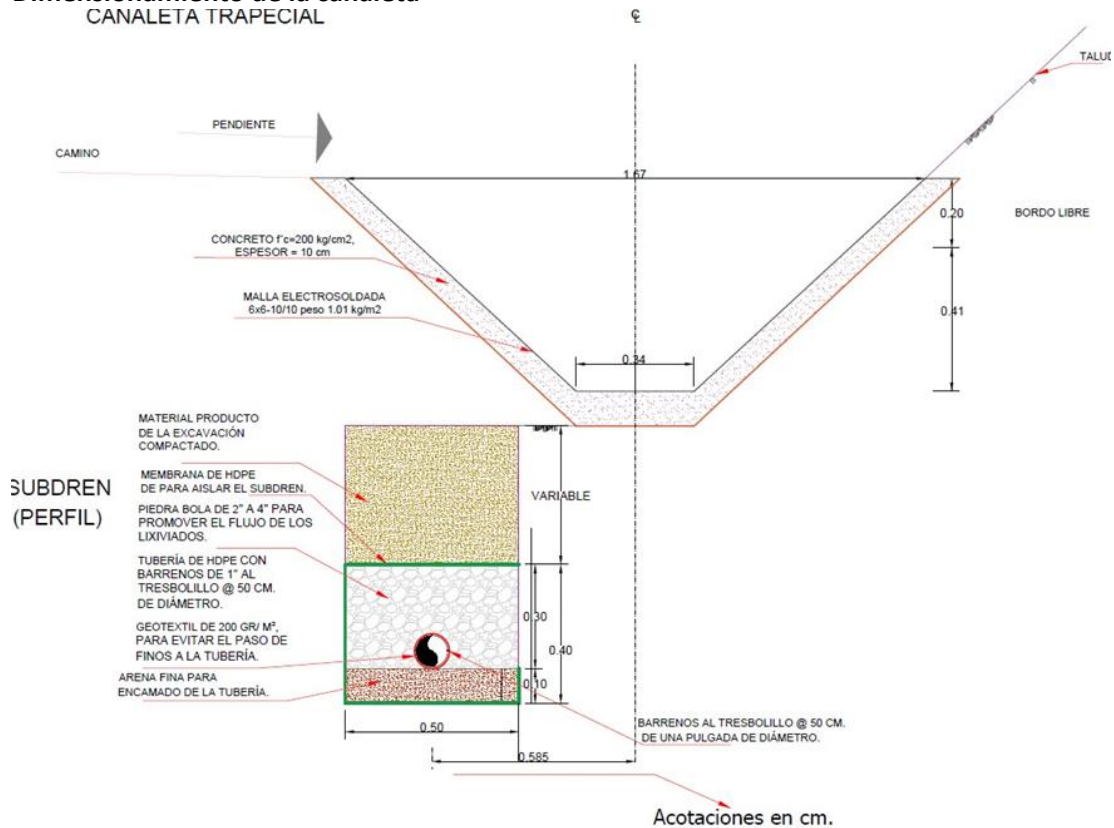 Dimensionamiento de la canaleta
CANALETA TRAPECIAL
℄
TALUD
PENDIENTE
CAMINO
1.67
0.20
BORDO LIBRE
CONCRETO f'c=200 kg/cm2,
ESPESOR = 10 cm
MALLA ELECTROSOLDADA
6x6-10/10 peso 1.01 kg/m2
0.41
0.34
MATERIAL PRODUCTO
DE LA EXCAVACIÓN
COMPACTADO.
SUBDREN
(PERFIL)
MEMBRANA DE HDPE
DE PARA AISLAR EL SUBDREN.
VARIABLE
PIEDRA BOLA DE 2" A 4" PARA
PROMOVER EL FLUJO DE LOS
LIXIVIADOS.
TUBERÍA DE HDPE CON
BARRENOS DE 1" AL
TRESBOLILLO @ 50 CM.
DE DIÁMETRO.
0.30
0.40
GEOTEXTIL DE 200 GR/ M²,
PARA EVITAR EL PASO DE
FINOS A LA TUBERÍA.
ARENA FINA PARA
ENCAMADO DE LA TUBERÍA.
0.10
0.50
BARRENOS AL TRESBOLILLO @ 50 CM.
DE UNA PULGADA DE DIÁMETRO.
0.585
Acotaciones en cm.